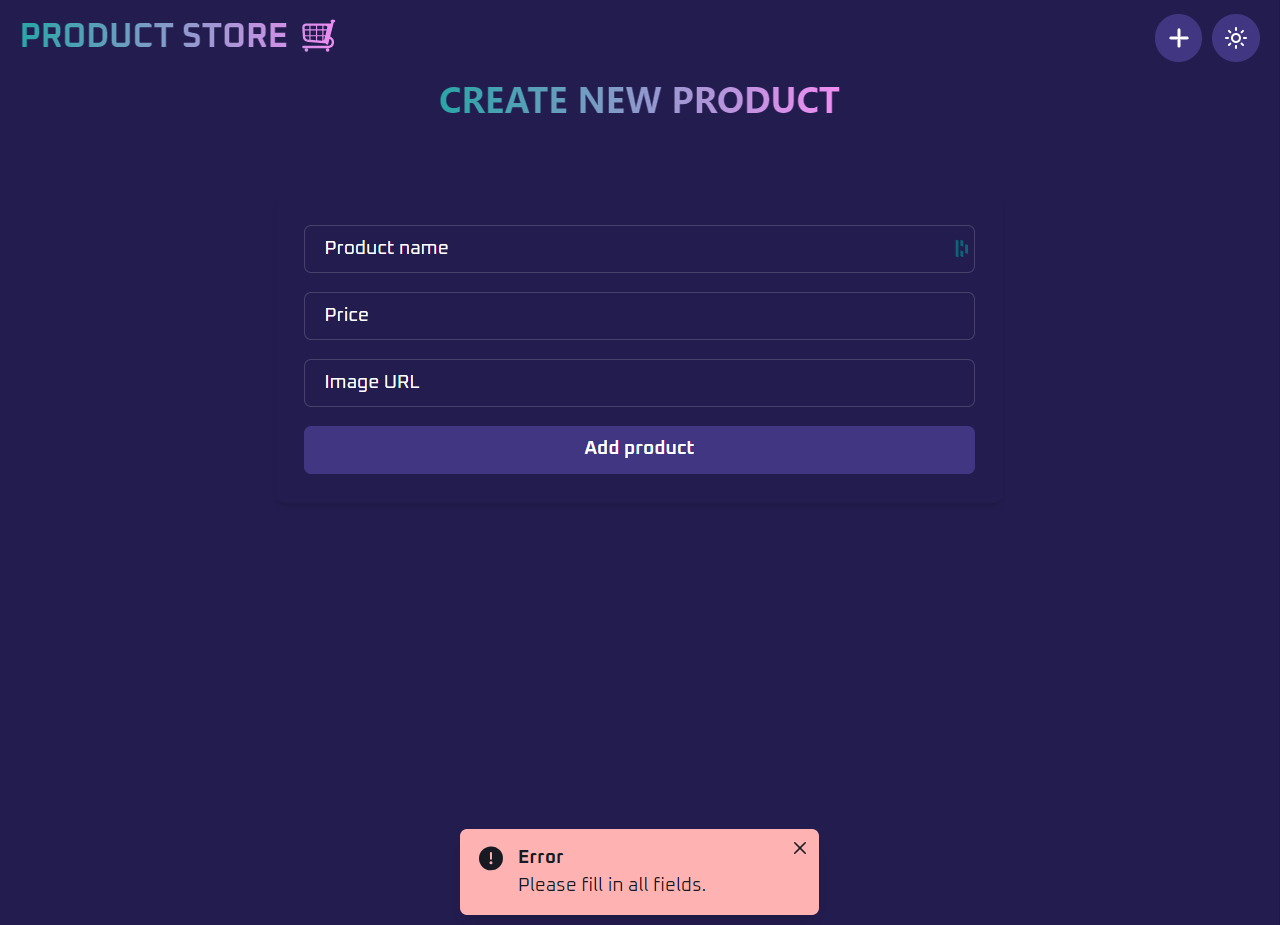 PRODUCT STORE 🛒
CREATE NEW PRODUCT
Product name
Price
Image URL
Add product
Error
Please fill in all fields.